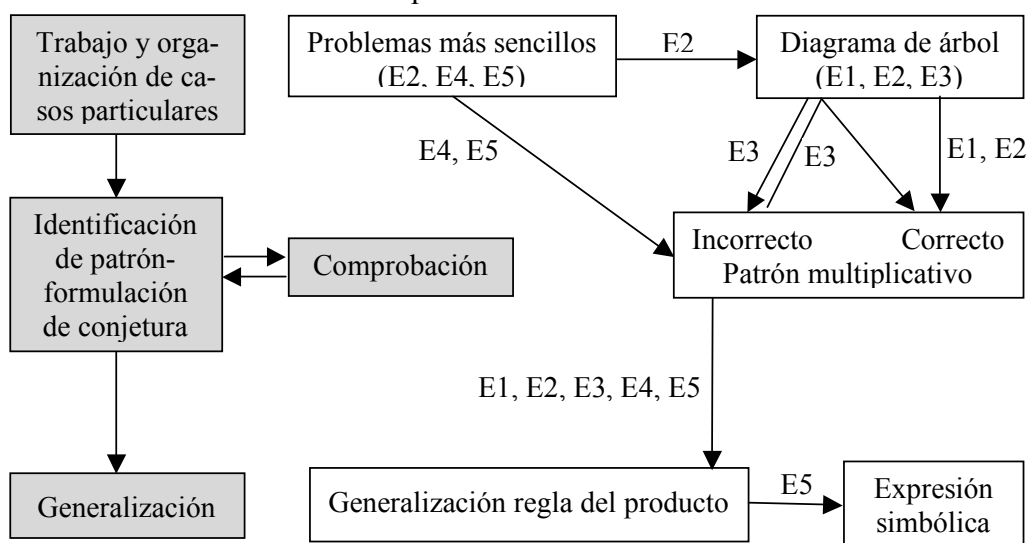 Trabajo y orga-
nización de ca-
sos particulares
Identificación
de patrón-
formulación
de conjetura
Comprobación
Generalización
Problemas más sencillos
(E2, E4, E5)
E2
Diagrama de árbol
(E1, E2, E3)
E4, E5
E3
E3
E1, E2
Incorrecto Correcto
Patrón multiplicativo
E1, E2, E3, E4, E5
Generalización regla del producto
E5
Expresión
simbólica